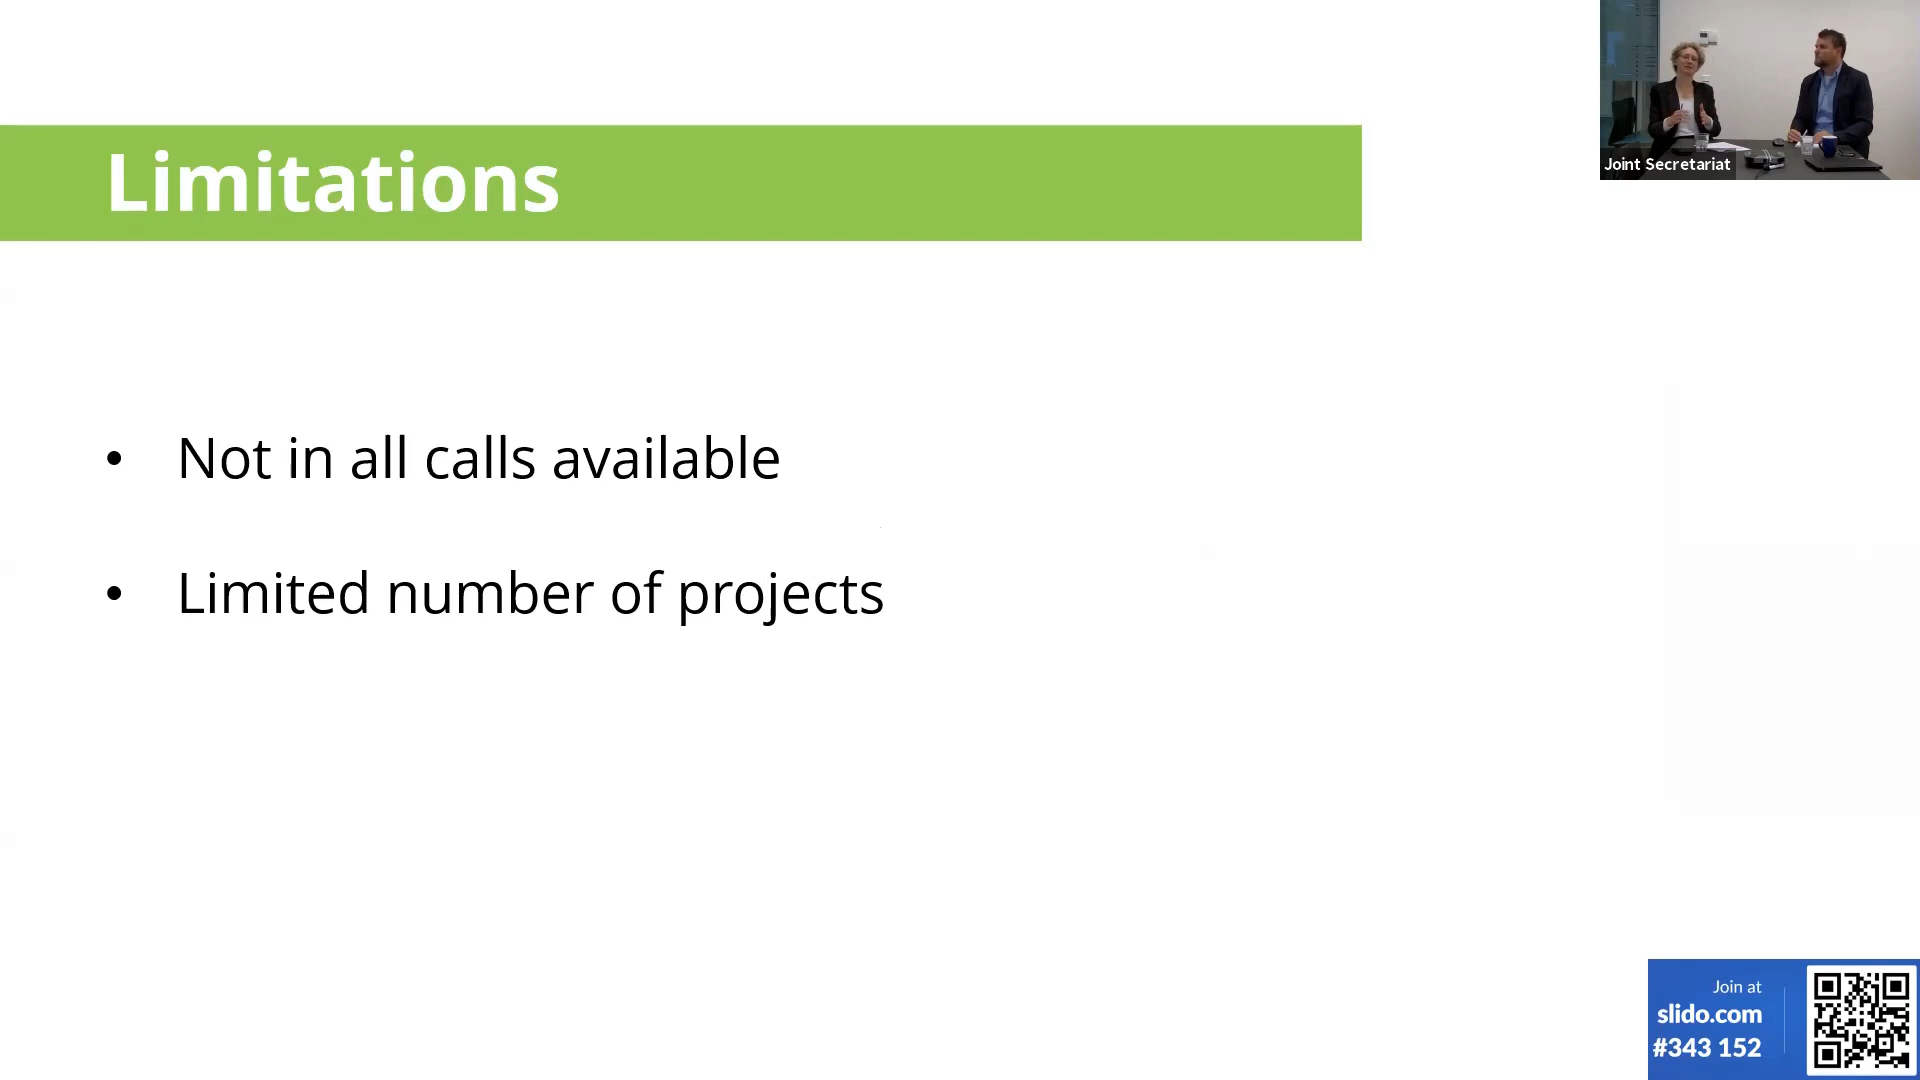 Limitations
• Not in all calls available
• Limited number of projects
Joint Secretariat
Join at
slido.com
#343 152